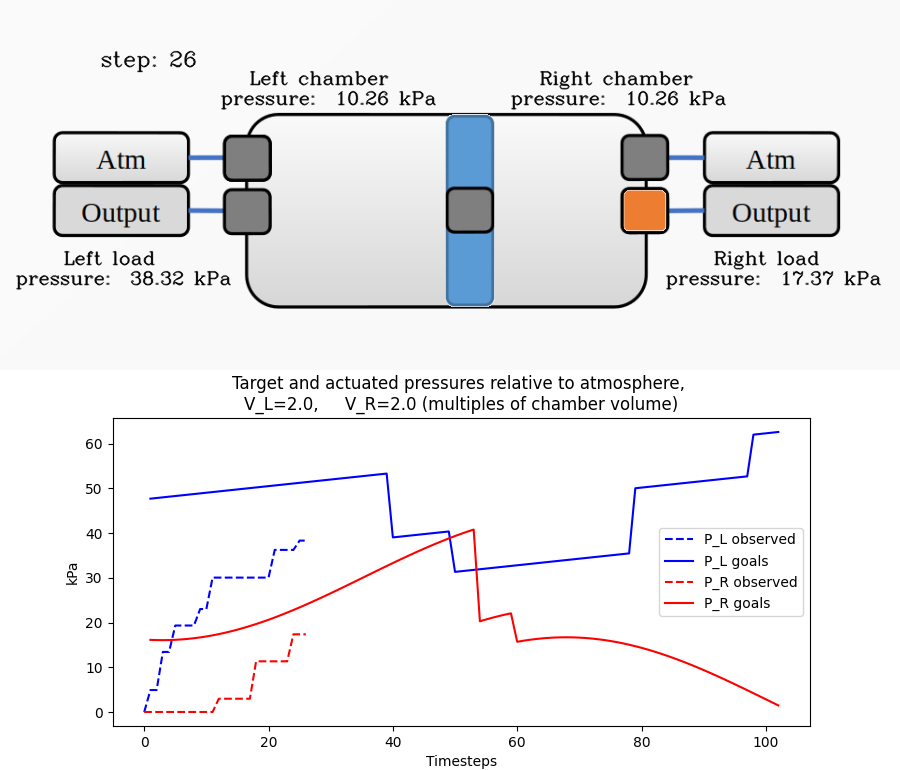 step: 26
Left chamber
pressure: 10.26 kPa
Right chamber
pressure: 10.26 kPa
Atm
Output
Atm
Output
Left load
pressure: 38.32 kPa
Right load
pressure: 17.37 kPa
Target and actuated pressures relative to atmosphere,
V_L=2.0, V_R=2.0 (multiples of chamber volume)
kPa
60
50
40
30
20
10
0
P_L observed
P_L goals
P_R observed
P_R goals
0 20 40 60 80 100
Timesteps